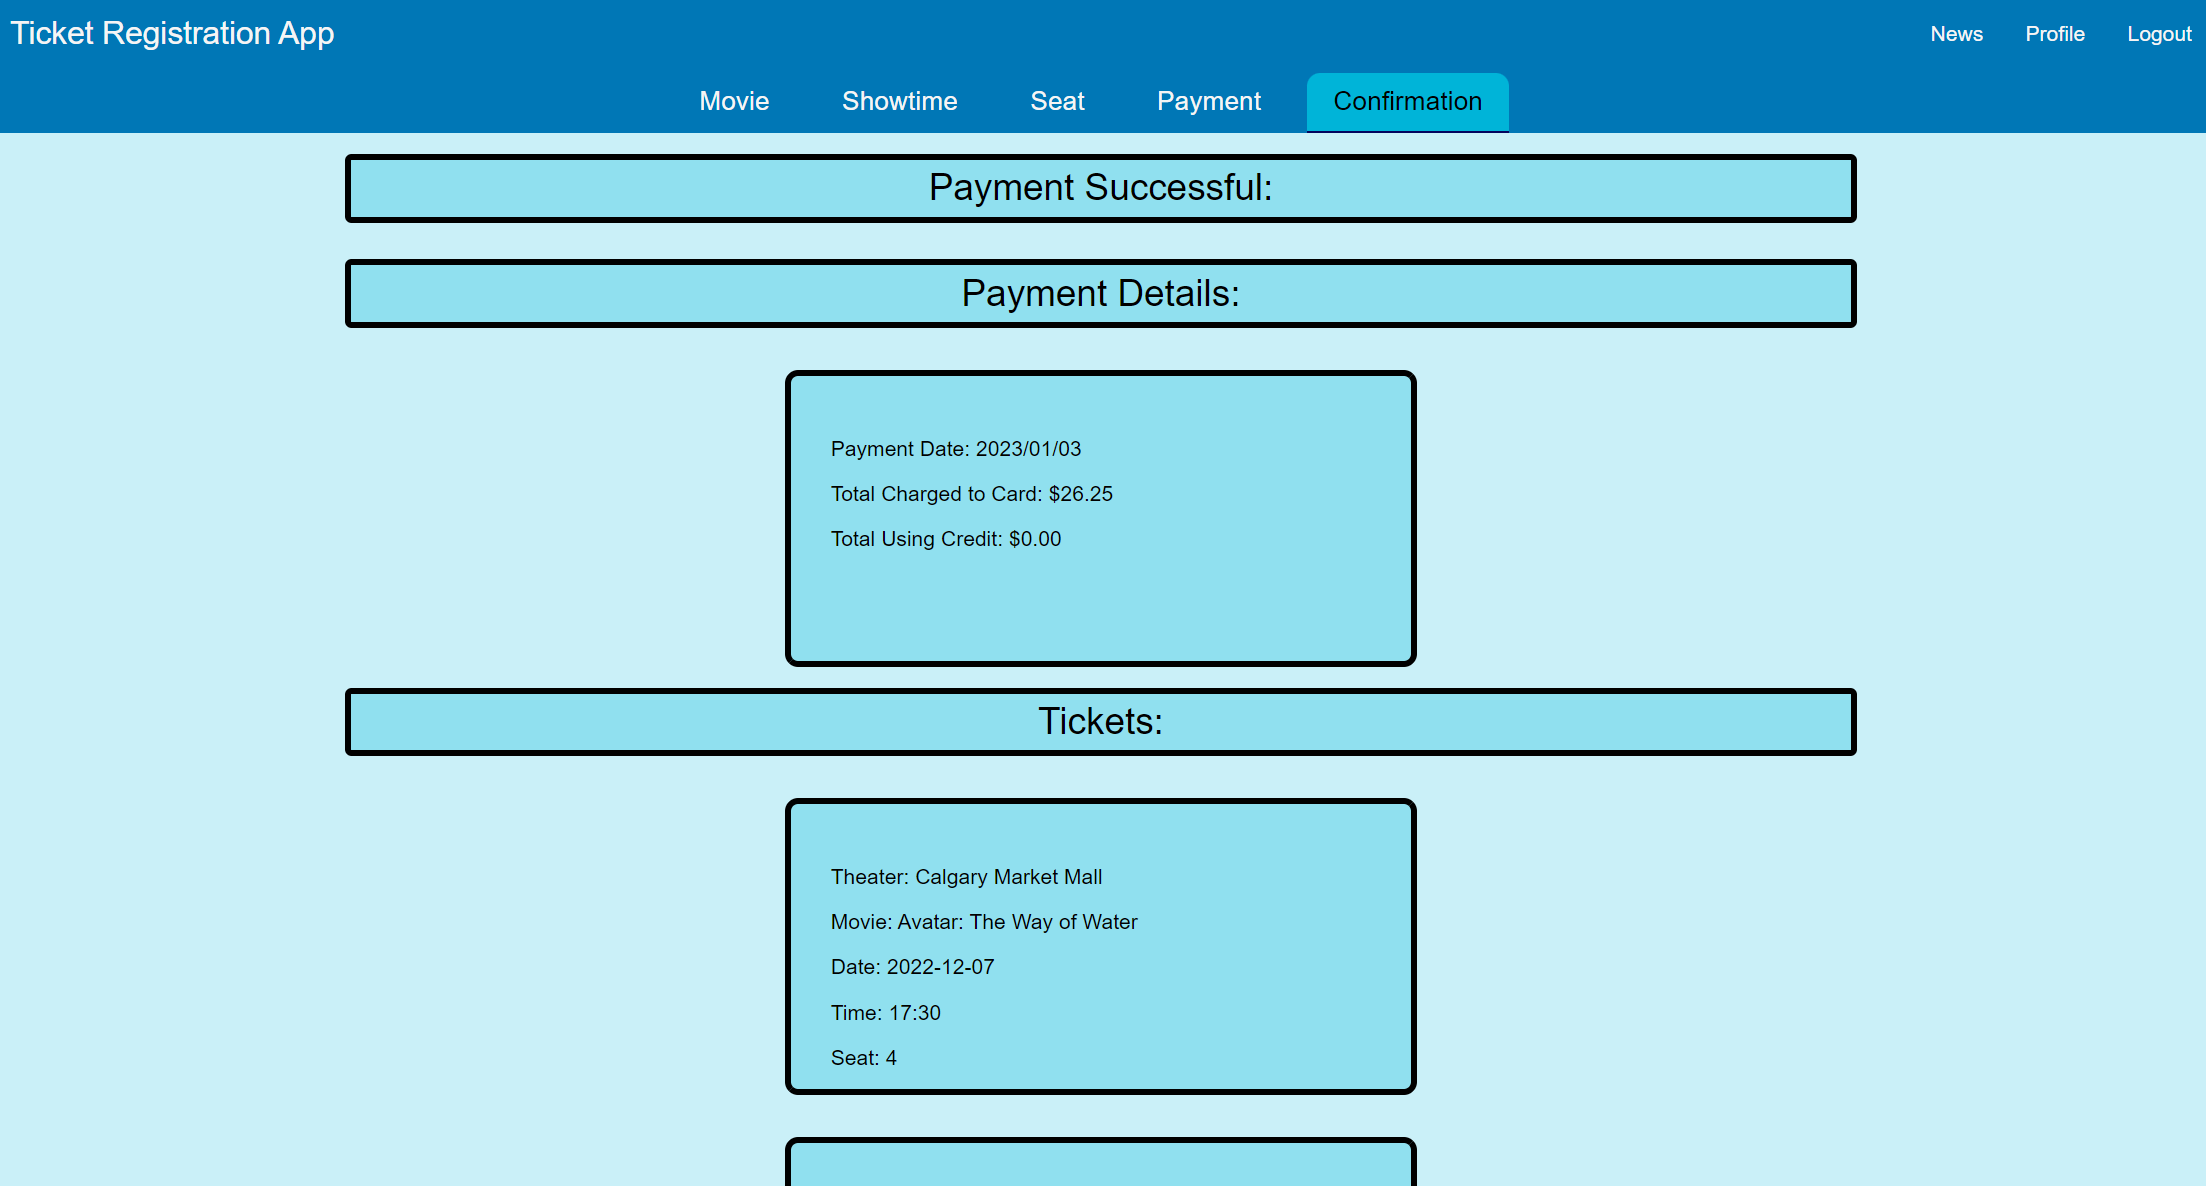 Ticket Registration App
News Profile Logout
Movie Showtime Seat Payment Confirmation
Payment Successful:
Payment Details:
Payment Date: 2023/01/03
Total Charged to Card: $26.25
Total Using Credit: $0.00
Tickets:
Theater: Calgary Market Mall
Movie: Avatar: The Way of Water
Date: 2022-12-07
Time: 17:30
Seat: 4